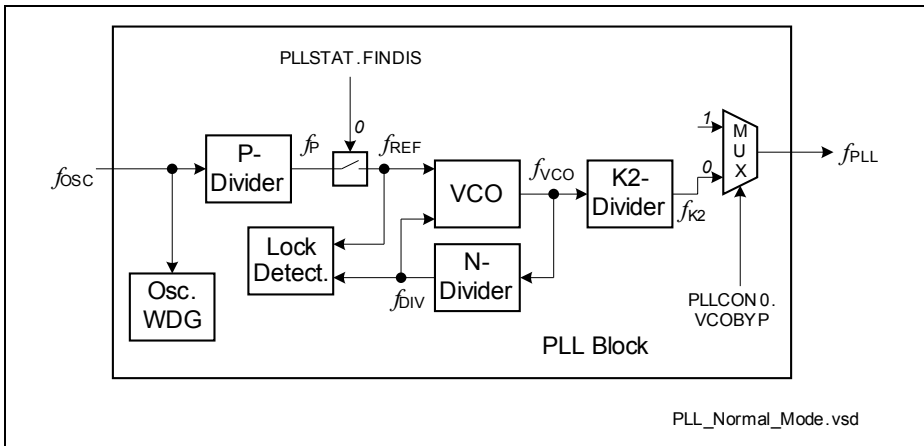 PLLSTAT.FINDIS
0
fOSC
P-
Divider
fP
fREF
VCO
fVCO
K2-
Divider
fK2
1
0
MUX
fPLL
Lock
Detect.
fDIV
N-
Divider
Osc.
WDG
PLLCON0.
VCOBYP
PLL Block
PLL_Normal_Mode.vsd